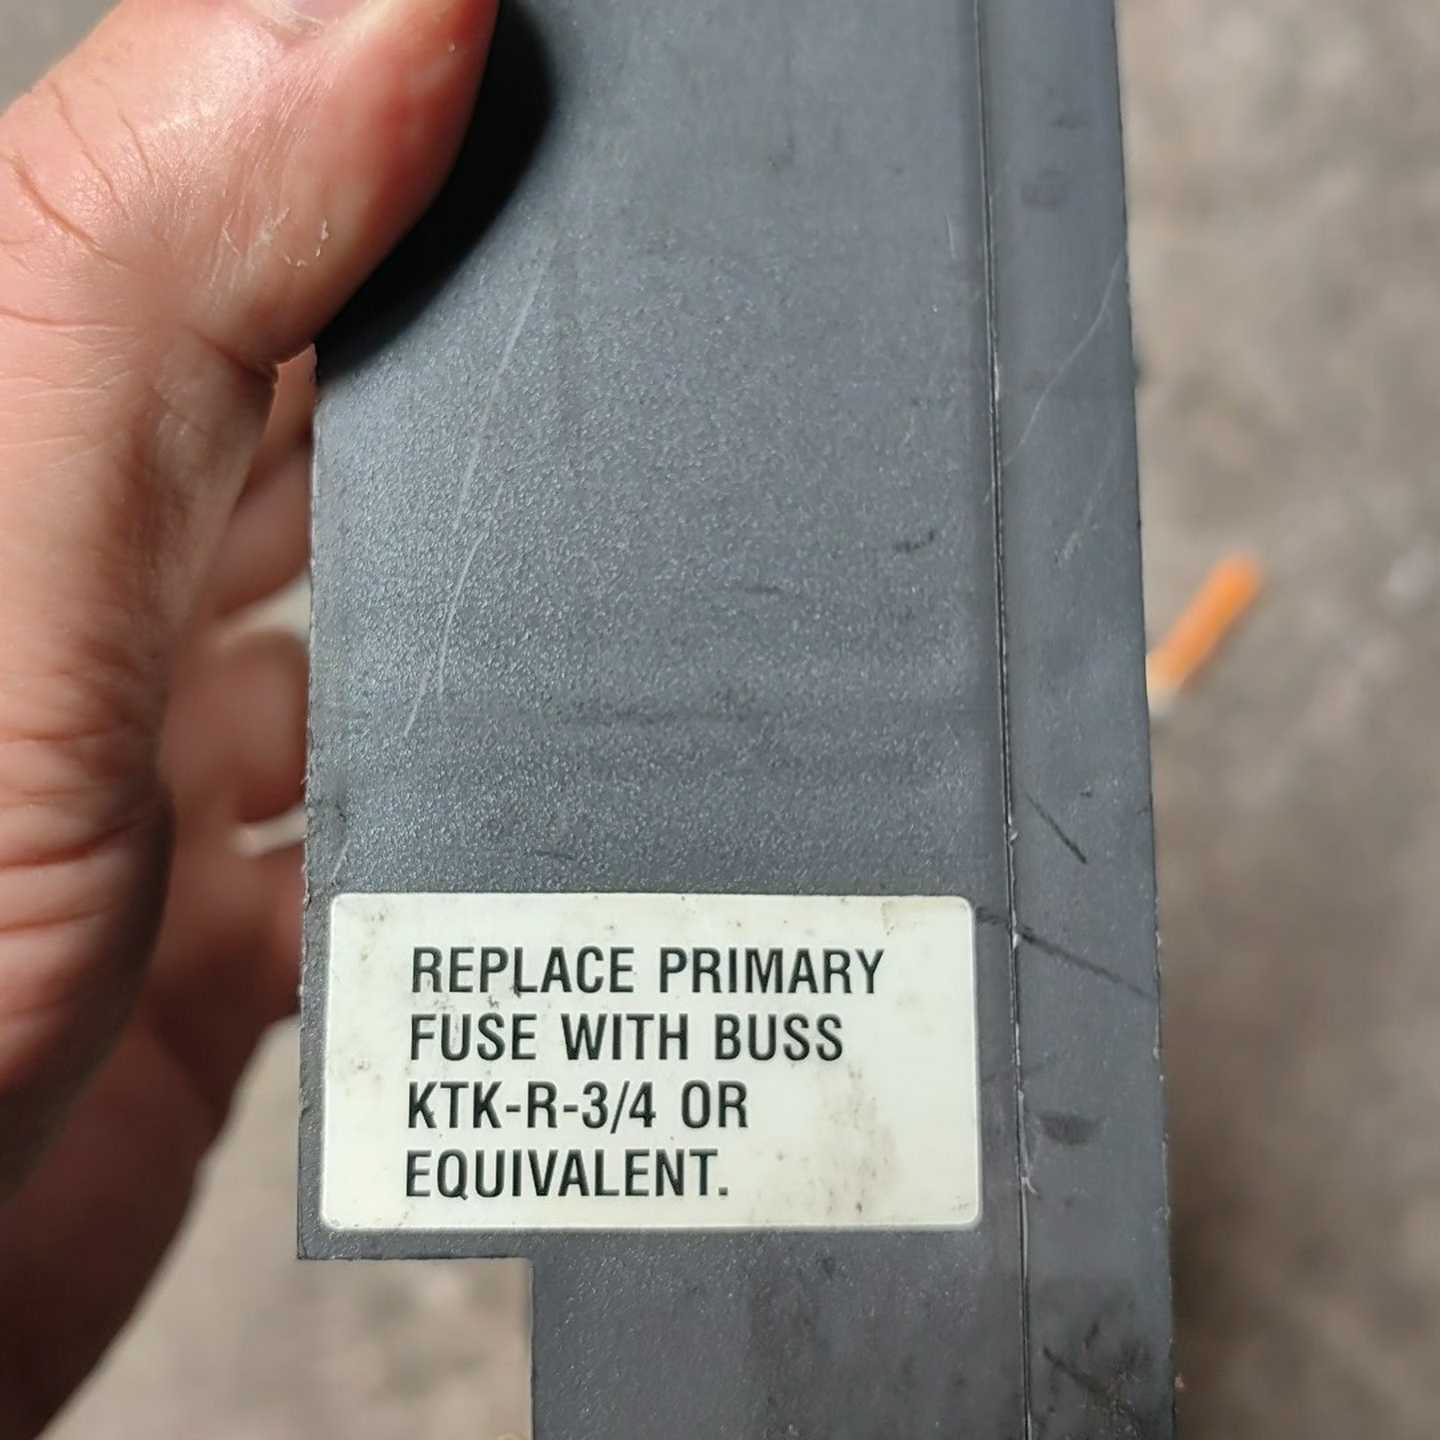 REPLACE PRIMARY
FUSE WITH BUSS
KTK-R-3/4 OR
EQUIVALENT.